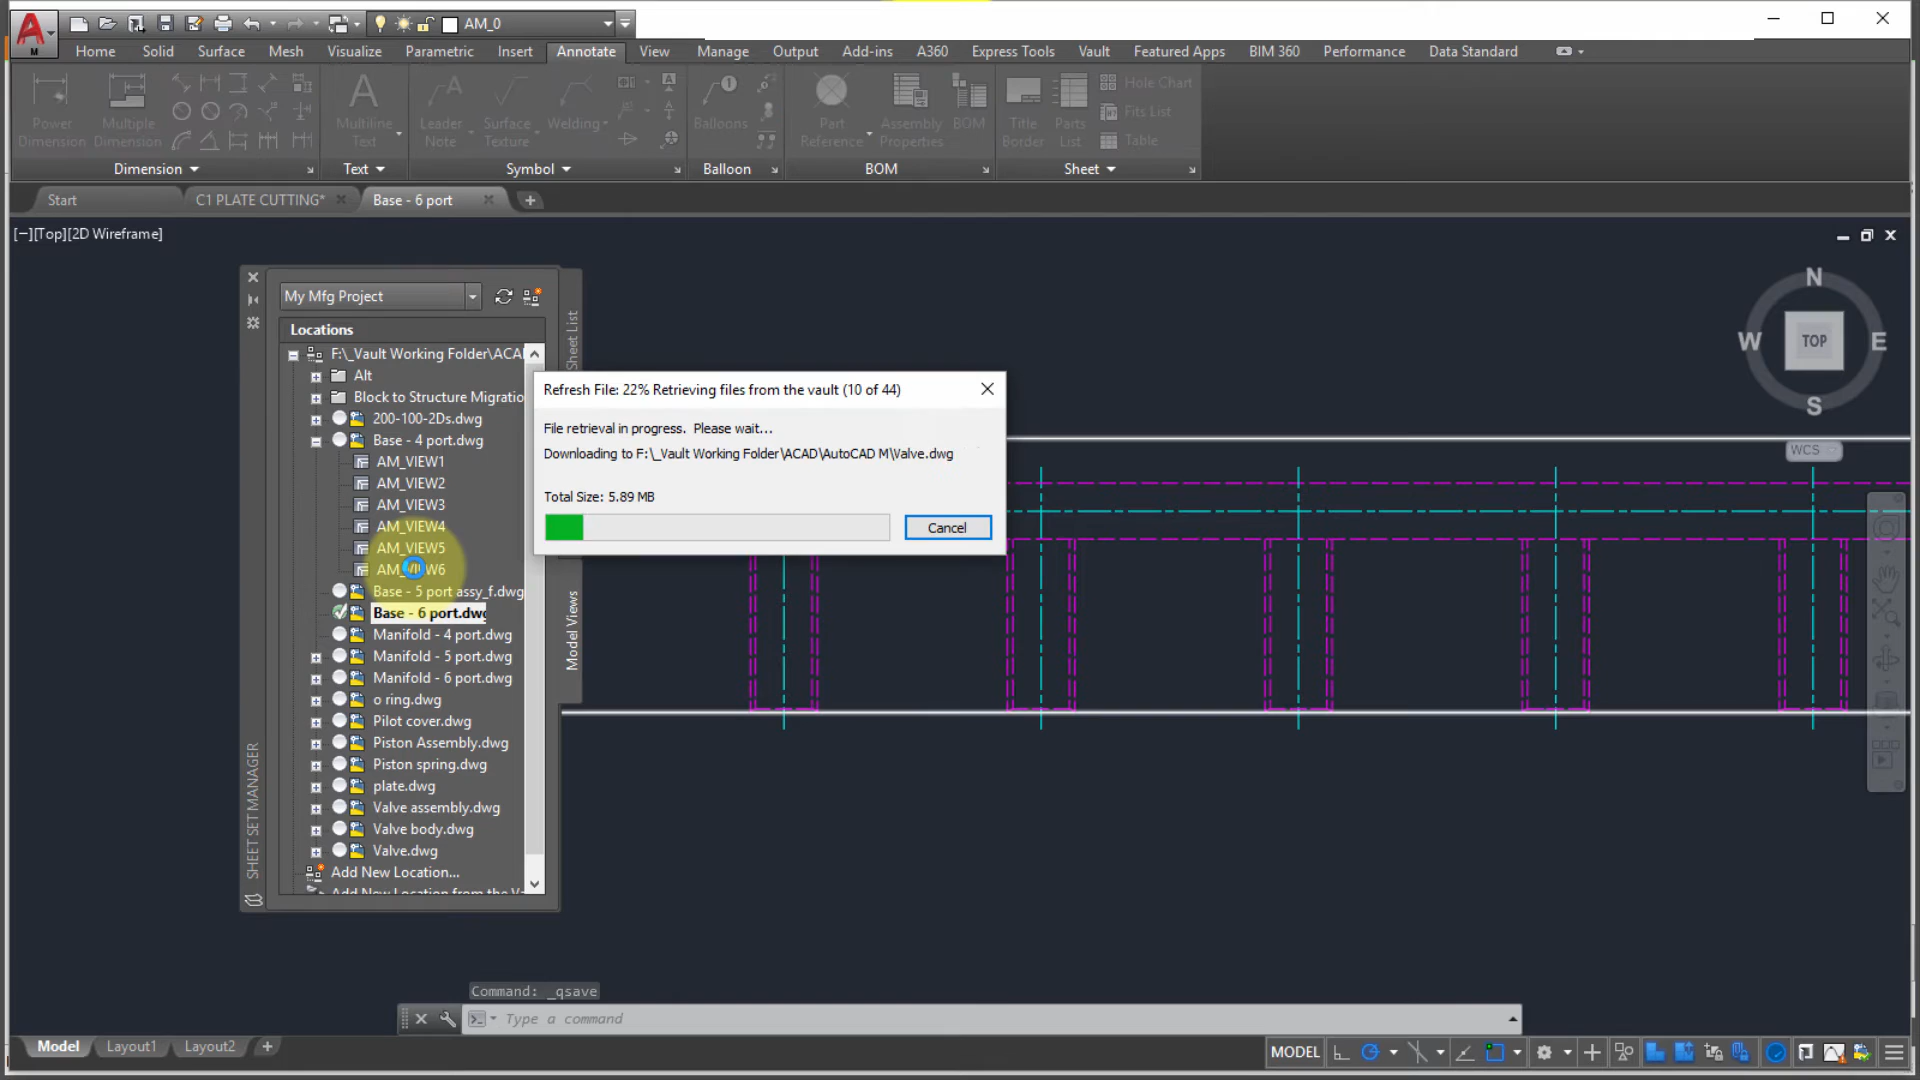 AM_0
M
Home Solid Surface Mesh Visualize Parametric Insert Annotate View Manage Output Add-ins A360 Express Tools Vault Featured Apps BIM 360 Performance Data Standard
Power Dimension
Multiple Dimension
Multiline Text
Leader Note
Surface Texture
Welding
Balloons
Part Reference
Assembly Properties
BOM
Title Border
Parts List
Hole Chart
Fits List
Table
Dimension Text Symbol Balloon BOM Sheet
Start C1 PLATE CUTTING* Base - 6 port
[−][Top][2D Wireframe]
My Mfg Project
Locations
F:\_Vault Working Folder\ACA
Alt
Block to Structure Migratio
200-100-2Ds.dwg
Base - 4 port.dwg
AM_VIEW1
AM_VIEW2
AM_VIEW3
AM_VIEW4
AM_VIEW5
AM_VIEW6
Base - 5 port assy_f.dwg
Base - 6 port.dwg
Manifold - 4 port.dwg
Manifold - 5 port.dwg
Manifold - 6 port.dwg
o ring.dwg
Pilot cover.dwg
Piston Assembly.dwg
Piston spring.dwg
plate.dwg
Valve assembly.dwg
Valve body.dwg
Valve.dwg
Add New Location...
Add New Location from the Va
SHEET SET MANAGER
Sheet List
Model Views
Refresh File: 22% Retrieving files from the vault (10 of 44)
File retrieval in progress. Please wait...
Downloading to F:\_Vault Working Folder\ACAD\AutoCAD M\Valve.dwg
Total Size: 5.89 MB
Cancel
N
W TOP E
S
WCS
Command: _qsave
Type a command
Model Layout1 Layout2
MODEL